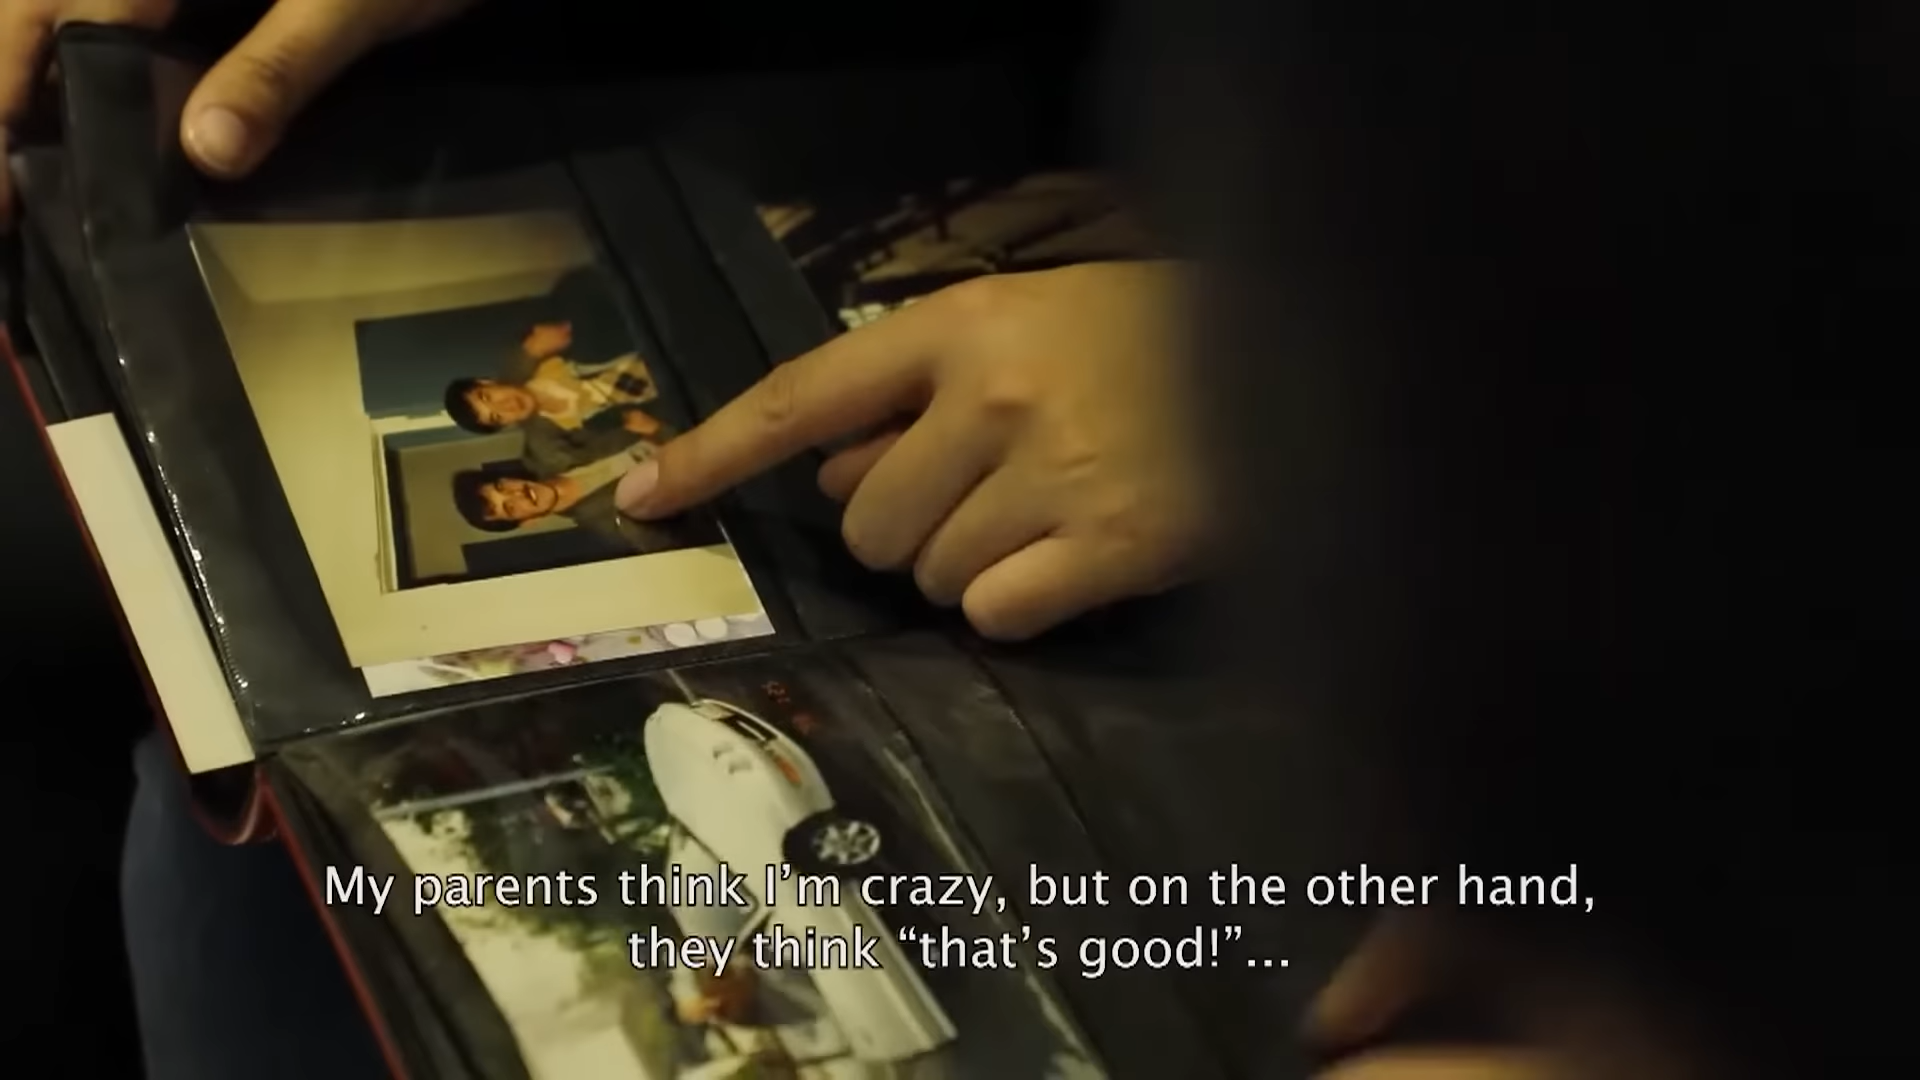 My parents think I’m crazy, but on the other hand,
they think “that’s good!”...